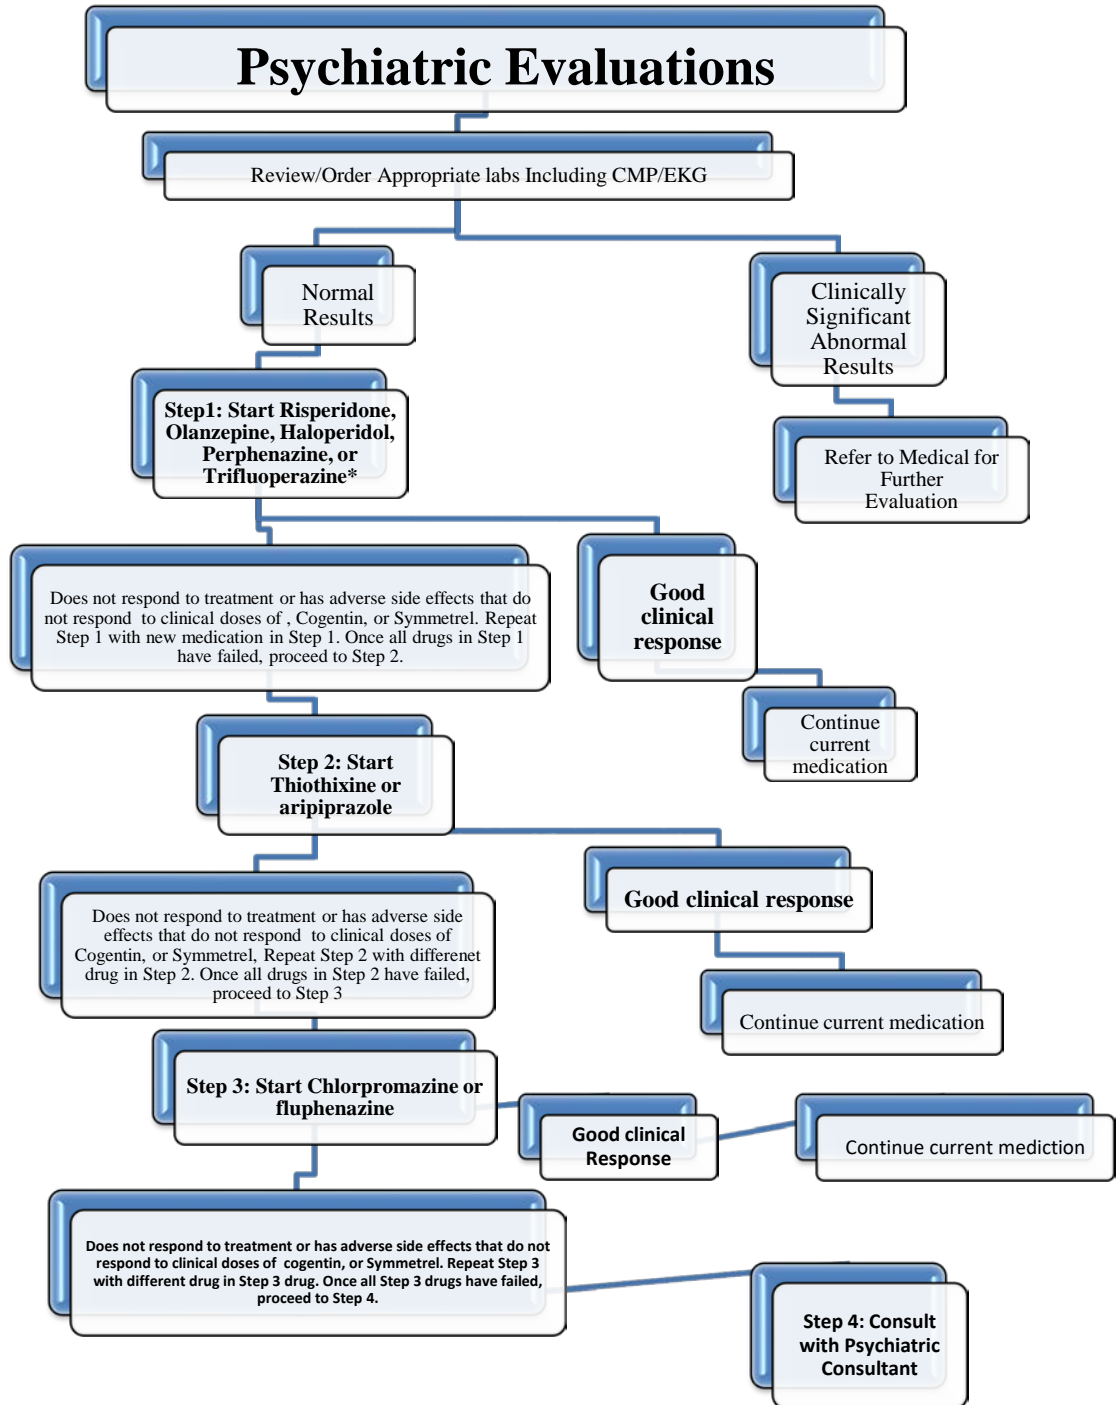 Psychiatric Evaluations
Review/Order Appropriate labs Including CMP/EKG
Normal
Results
Clinically
Significant
Abnormal
Results
Step1: Start Risperidone,
Olanzepine, Haloperidol,
Perphenazine, or
Trifluoperazine*
Refer to Medical for
Further
Evaluation
Does not respond to treatment or has adverse side effects that do
not respond to clinical doses of , Cogentin, or Symmetrel. Repeat
Step 1 with new medication in Step 1. Once all drugs in Step 1
have failed, proceed to Step 2.
Good
clinical
response
Continue
current
medication
Step 2: Start
Thiothixine or
aripiprazole
Does not respond to treatment or has adverse side
effects that do not respond to clinical doses of
Cogentin, or Symmetrel, Repeat Step 2 with differenet
drug in Step 2. Once all drugs in Step 2 have failed,
proceed to Step 3
Good clinical response
Continue current medication
Step 3: Start Chlorpromazine or
fluphenazine
Good clinical
Response
Continue current mediction
Does not respond to treatment or has adverse side effects that do not
respond to clinical doses of cogentin, or Symmetrel. Repeat Step 3
with different drug in Step 3 drug. Once all Step 3 drugs have failed,
proceed to Step 4.
Step 4: Consult
with Psychiatric
Consultant